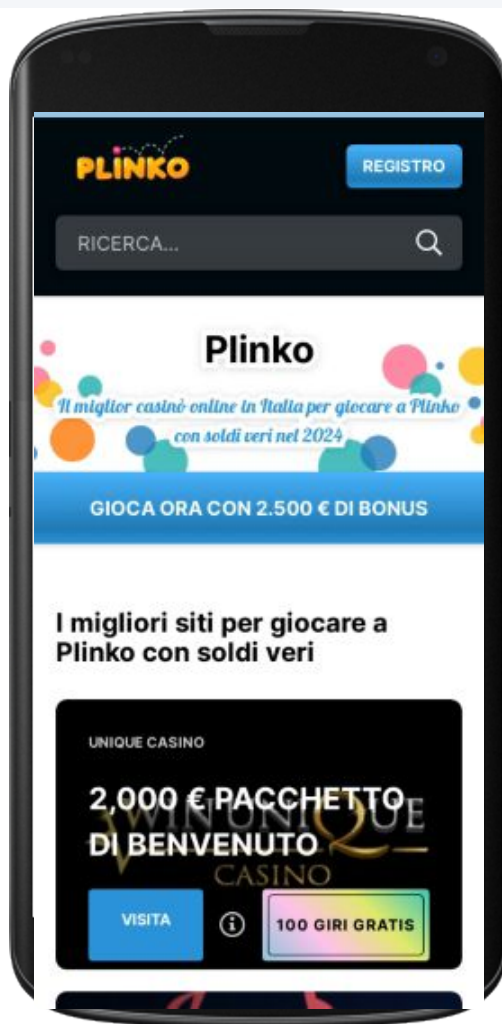 PLINKO
REGISTRO
RICERCA...
Plinko
Il miglior casinò online in Italia per giocare a Plinko
con soldi veri nel 2024
GIOCA ORA CON 2.500 € DI BONUS
I migliori siti per giocare a
Plinko con soldi veri
UNIQUE CASINO
2,000 € PACCHETTO
DI BENVENUTO
WIN UNIQUE
CASINO
VISITA
100 GIRI GRATIS